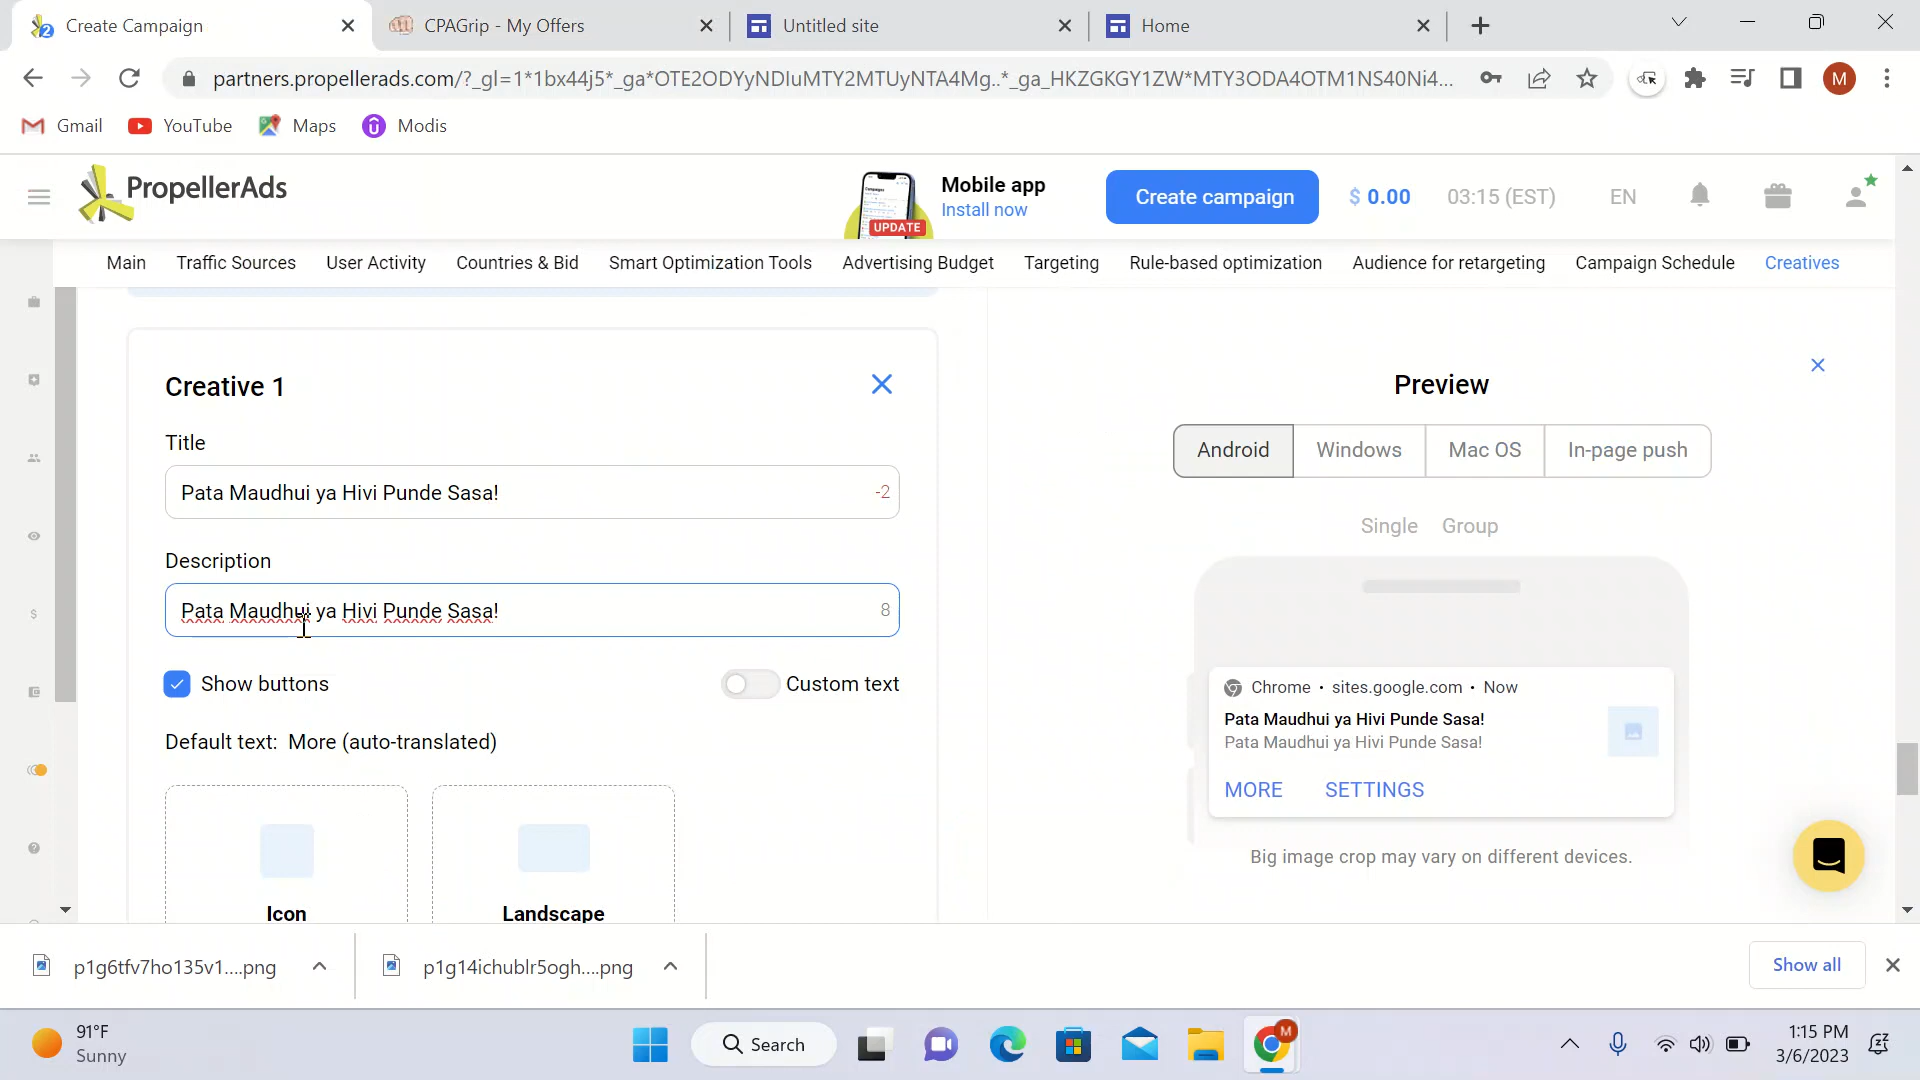 Create Campaign
CPAGrip - My Offers
Untitled site
Home
partners.propellerads.com/?_gl=1*1bx44j5*_ga*OTE2ODYyNDIuMTY2MTUyNTA4Mg..*_ga_HKZGKGY1ZW*MTY3ODA4OTM1NS40Ni4...
M
Gmail
YouTube
Maps
Modis
PropellerAds
Mobile app
Install now
UPDATE
Create campaign
$ 0.00
03:15 (EST)
EN
Main
Traffic Sources
User Activity
Countries & Bid
Smart Optimization Tools
Advertising Budget
Targeting
Rule-based optimization
Audience for retargeting
Campaign Schedule
Creatives
Creative 1
Title
Pata Maudhui ya Hivi Punde Sasa!
-2
Description
Pata Maudhui ya Hivi Punde Sasa!
8
Show buttons
Custom text
Default text: More (auto-translated)
Icon
Landscape
Preview
Android
Windows
Mac OS
In-page push
Single
Group
Chrome • sites.google.com • Now
Pata Maudhui ya Hivi Punde Sasa!
Pata Maudhui ya Hivi Punde Sasa!
MORE
SETTINGS
Big image crop may vary on different devices.
p1g6tfv7ho135v1....png
p1g14ichublr5ogh....png
Show all
91°F
Sunny
Search
M
1:15 PM
3/6/2023